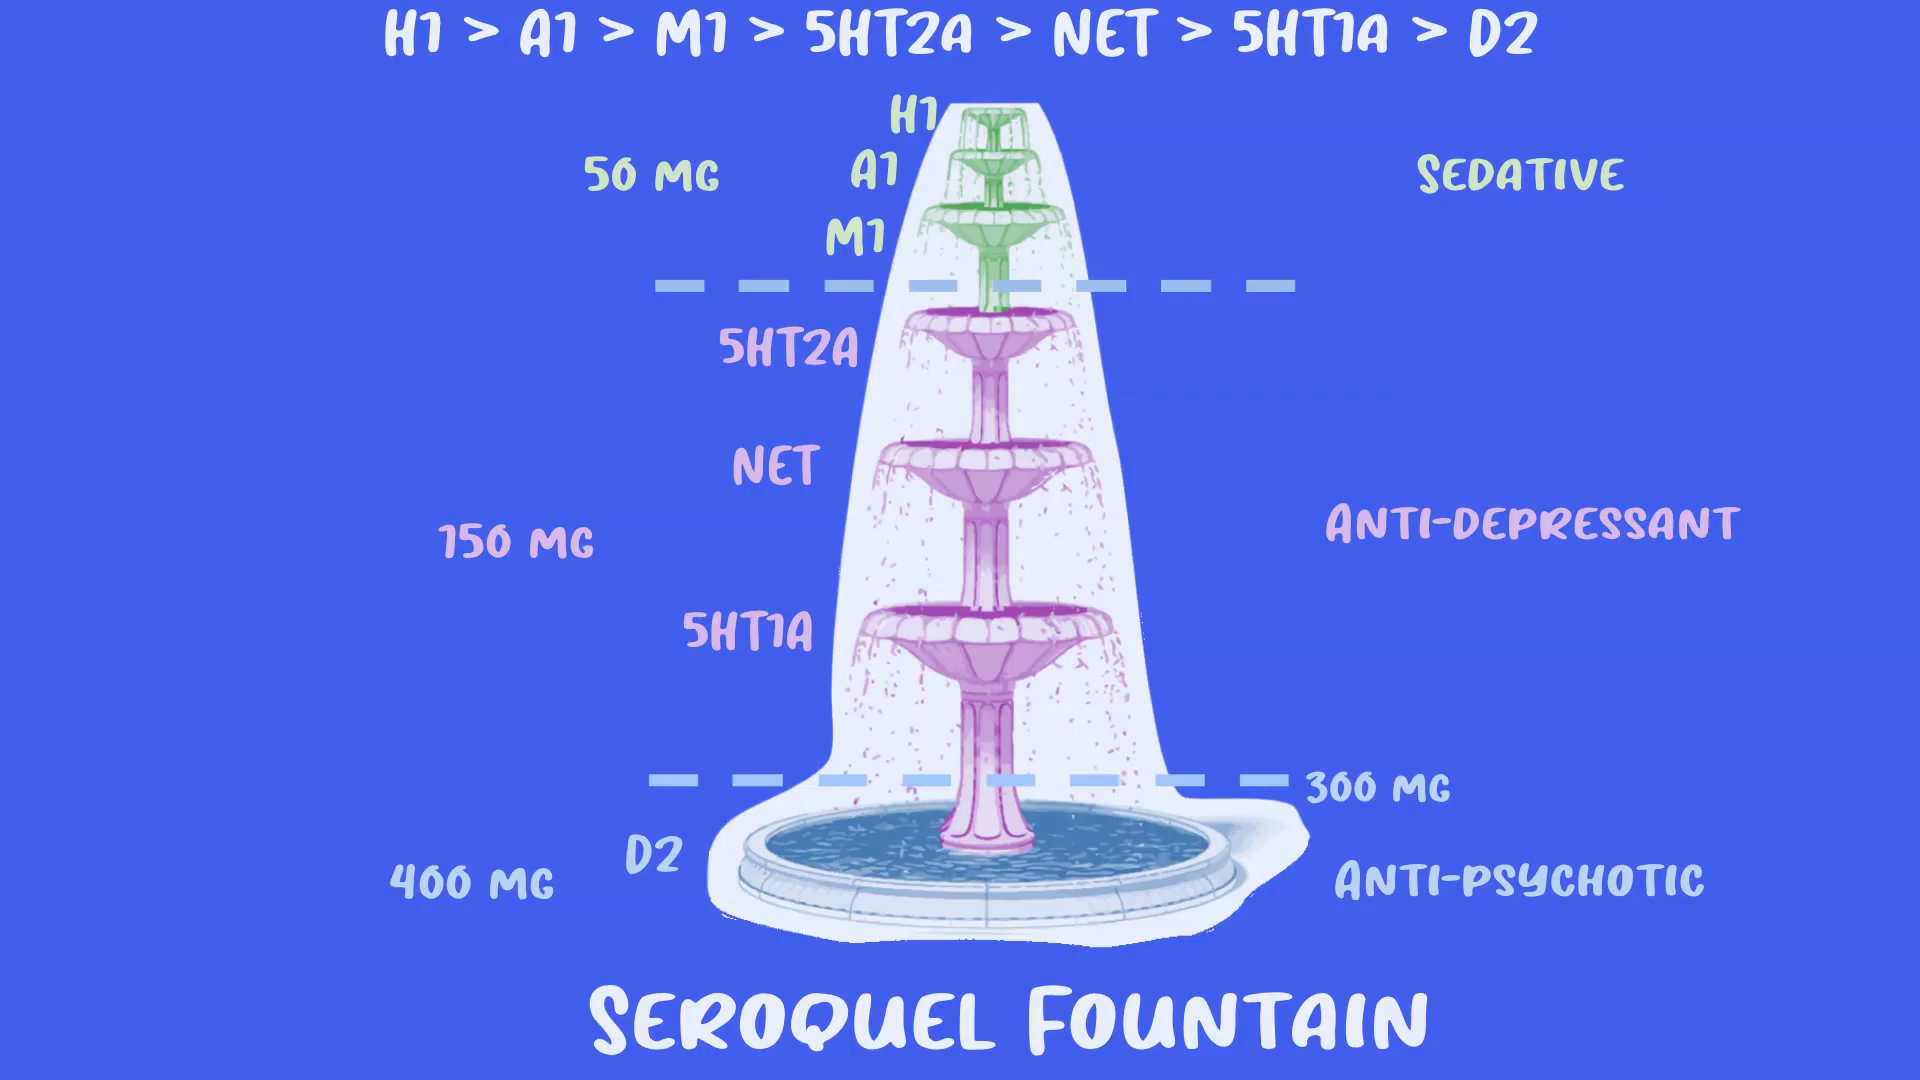 H1 > A1 > M1 > 5HT2A > NET > 5HT1A > D2
H1
A1
50 MG
SEDATIVE
M1
5HT2A
NET
150 MG
ANTI-DEPRESSANT
5HT1A
300 MG
D2
400 MG
ANTI-PSYCHOTIC
SEROQUEL FOUNTAIN